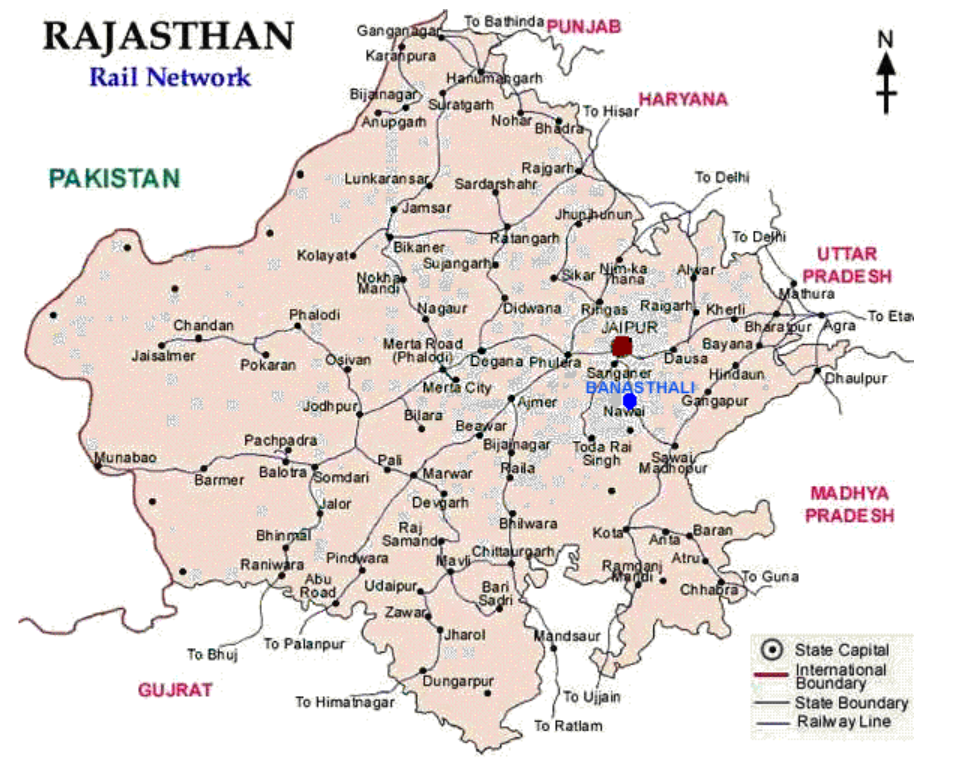 RAJASTHAN
Rail Network
N
To Bathinda
PUNJAB
Ganganagar
Karanpura
Hanumangarh
Bijainagar
Suratgarh
Anupgarh
Nohar
Bhadra
To Hisar
HARYANA
PAKISTAN
Rajgarh
Lunkaransar
Sardarshahr
To Delhi
Jamsar
Jhunjhunun
Ratangarh
Bikaner
To Delhi
Kolayat
Sujangarh
UTTAR
PRADESH
Nokha
Mandi
Sikar
Nim-ka
Thana
Alwar
Mathura
Nagaur
Didwana
Ringas
Raigarh
Kherli
Phalodi
Chandan
JAIPUR
Bharatpur
Agra
To Etav
Jaisalmer
Pokaran
Osivan
Merta Road
(Phalodi)
Degana
Phulera
Dausa
Bayana
Sanganer
Hindaun
Dhaulpur
Merta City
BANASTHALI
Gangapur
Jodhpur
Bilara
Ajmer
Nawai
Beawar
Pachpadra
Bijainagar
Toda Rai
Singh
Sawai
Madhopur
Munabao
Barmer
Balotra
Somdari
Pali
Marwar
Raila
Devgarh
MADHYA
PRADESH
Jalor
Bhilwara
Kota
Anta
Baran
Bhinmal
Raj
Samand
Chittaurgarh
Atru
Raniwara
Pindwara
Mavli
Ramganj
Mandi
To Guna
Chhabra
Abu
Road
Udaipur
Bari
Sadri
Zawar
Jharol
Mandsaur
To Bhuj
To Palanpur
State Capital
International
Boundary
State Boundary
Railway Line
GUJRAT
Dungarpur
To Himatnagar
To Ujjain
To Ratlam